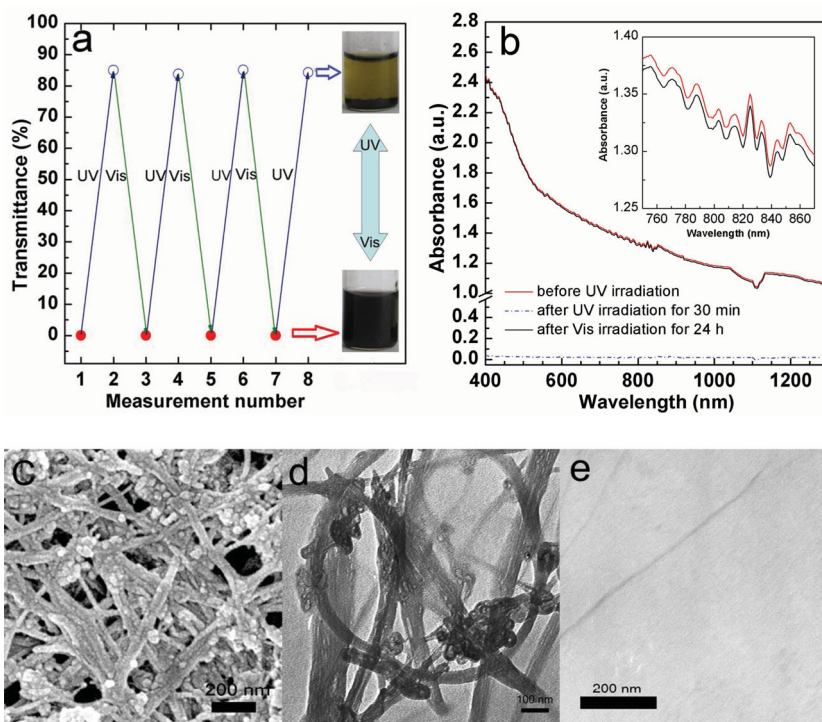 a
Transmittance (%)
100
90
80
70
60
50
40
30
20
10
0
UV Vis UV Vis UV Vis UV
1 2 3 4 5 6 7 8
Measurement number
UV
Vis
b
Absorbance (a.u.)
2.8
2.6
2.4
2.2
2.0
1.8
1.6
1.4
1.2
1.0
0.2
0.0
400 600 800 1000 1200
Wavelength (nm)
before UV irradiation
after UV irradiation for 30 min
after Vis irradiation for 24 h
Absorbance (a.u.)
1.40
1.35
1.30
1.25
760 780 800 820 840 860
Wavelength (nm)
c
200 nm
d
100 nm
e
200 nm